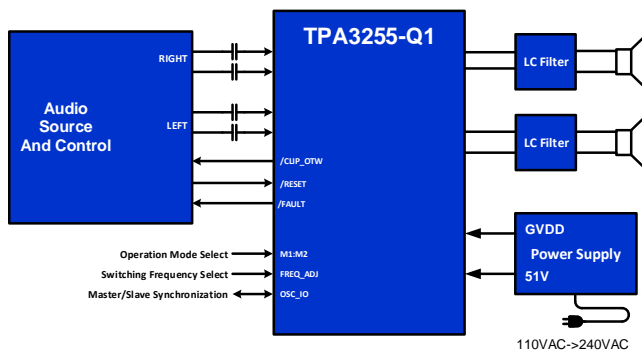 TPA3255-Q1
RIGHT
LEFT
Audio
Source
And Control
/CLIP_OTW
/RESET
/FAULT
Operation Mode Select
M1:M2
Switching Frequency Select
FREQ_ADJ
Master/Slave Synchronization
OSC_IO
LC Filter
LC Filter
GVDD
Power Supply
51V
110VAC->240VAC